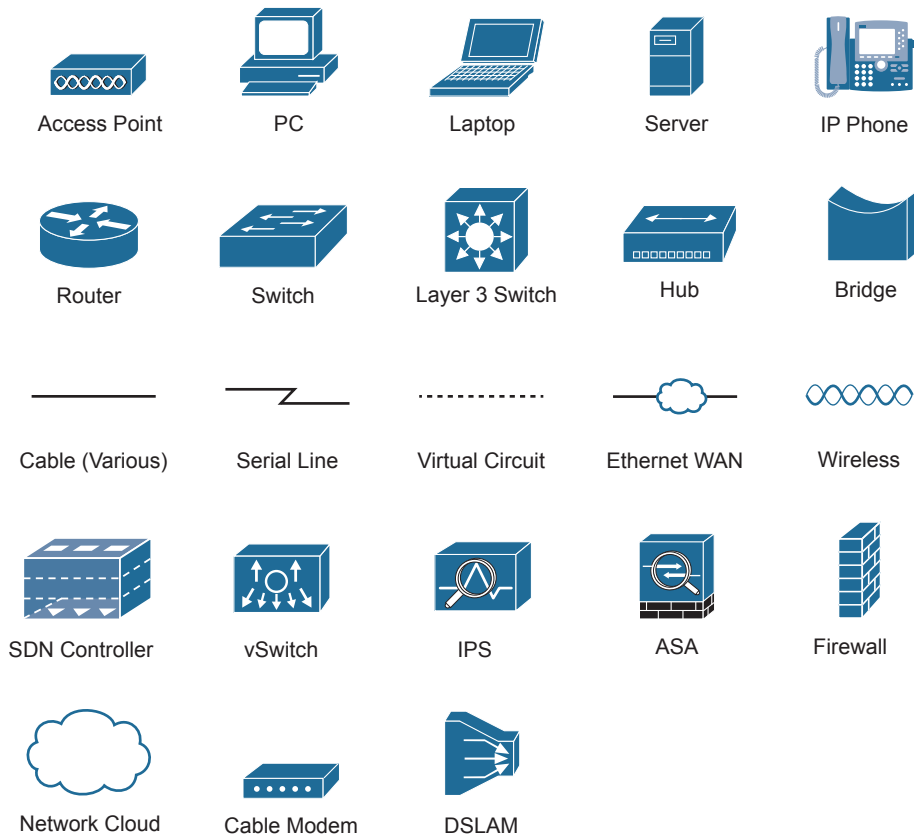 Access Point
PC
Laptop
Server
IP Phone
Router
Switch
Layer 3 Switch
Hub
Bridge
Cable (Various)
Serial Line
Virtual Circuit
Ethernet WAN
Wireless
SDN Controller
vSwitch
IPS
ASA
Firewall
Network Cloud
Cable Modem
DSLAM